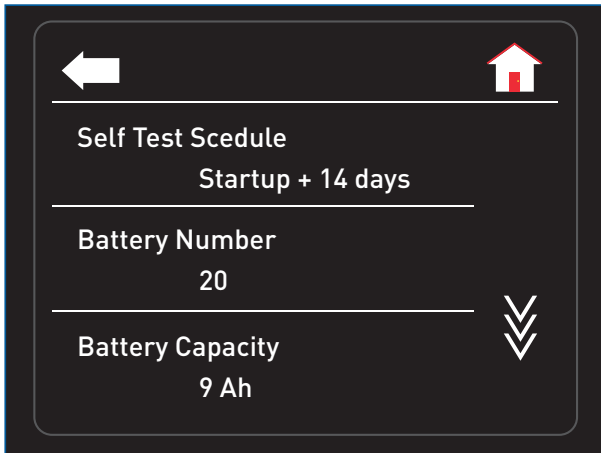 Self Test Scedule
Startup + 14 days
Battery Number
20
Battery Capacity
9 Ah